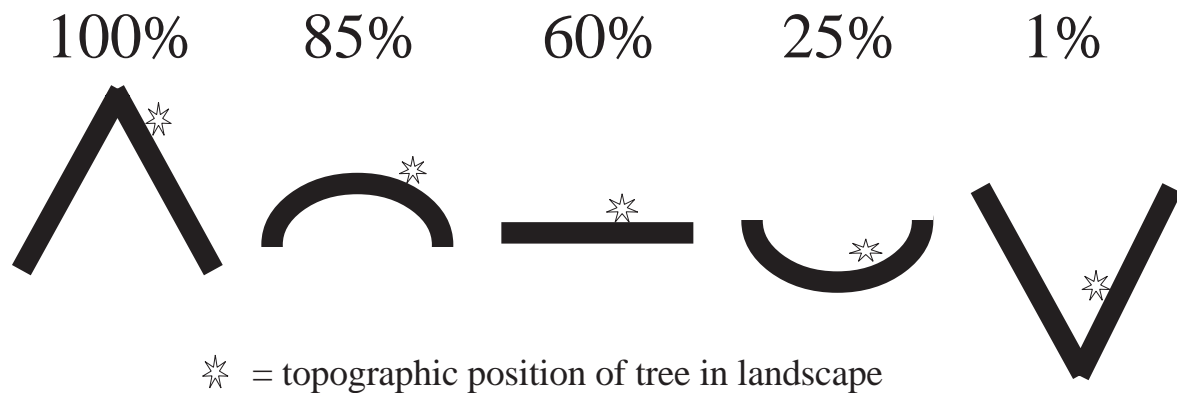 100% 85% 60% 25% 1%
= topographic position of tree in landscape